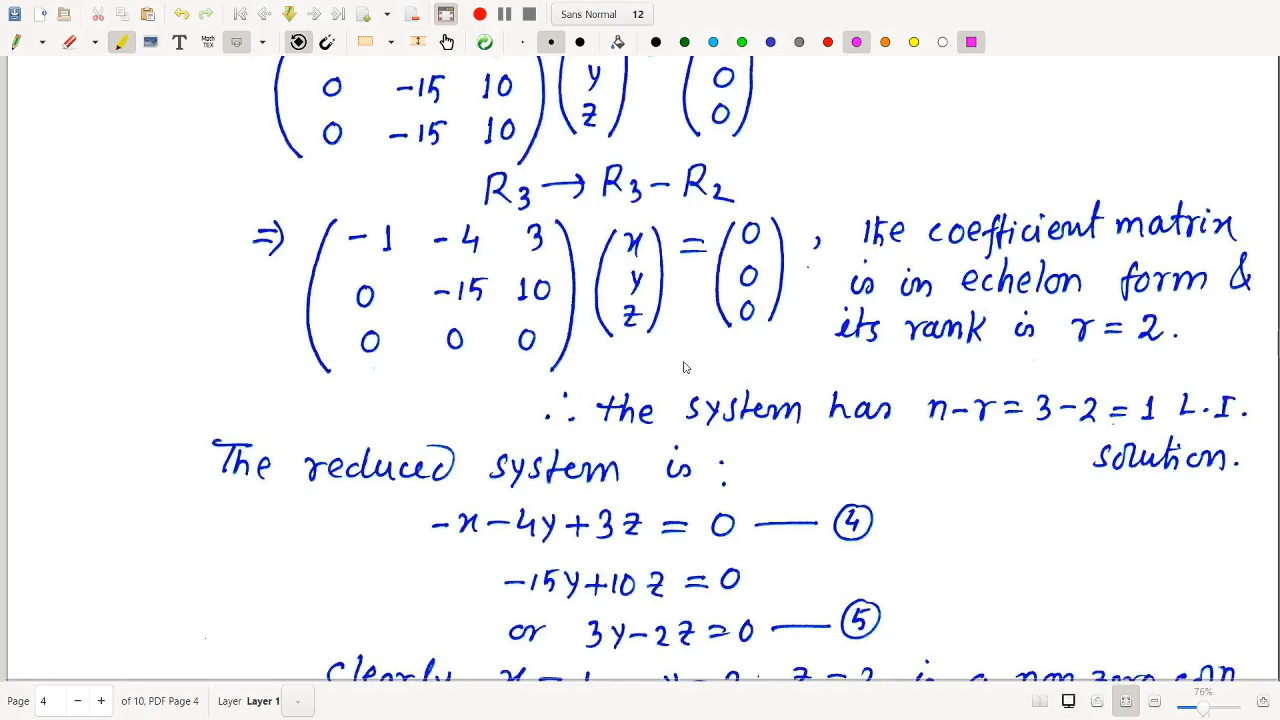 Sans Normal 12
Math TEX
0 -15 10 y 0
0 -15 10 z 0
R3 → R3 - R2
⇒ -1 -4 3 x = 0 , the coefficient matrix
0 -15 10 y 0 is in echelon form &
0 0 0 z 0 its rank is r = 2.
∴ the system has n-r = 3-2 = 1 L.I.
solution.
The reduced system is :
-x - 4y + 3z = 0 —— ④
-15y + 10z = 0
or 3y - 2z = 0 —— ⑤
Page 4 of 10, PDF Page 4 Layer Layer 1 76%